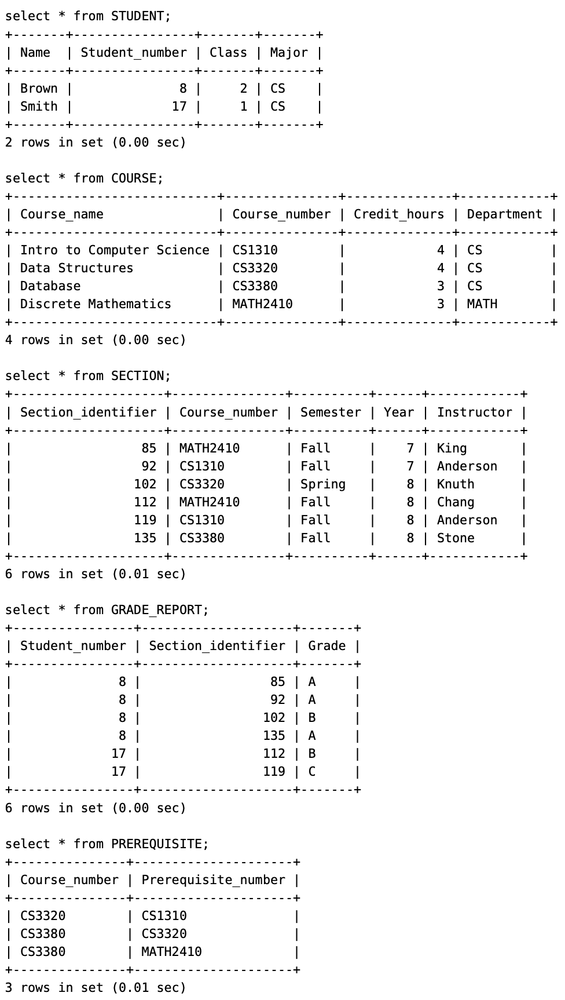 select * from STUDENT;
+-------+----------------+-------+-------+
| Name  | Student_number | Class | Major |
+-------+----------------+-------+-------+
| Brown |              8 |     2 | CS    |
| Smith |             17 |     1 | CS    |
+-------+----------------+-------+-------+
2 rows in set (0.00 sec)

select * from COURSE;
+---------------------------+---------------+--------------+------------+
| Course_name               | Course_number | Credit_hours | Department |
+---------------------------+---------------+--------------+------------+
| Intro to Computer Science | CS1310        |            4 | CS         |
| Data Structures           | CS3320        |            4 | CS         |
| Database                  | CS3380        |            3 | CS         |
| Discrete Mathematics      | MATH2410      |            3 | MATH       |
+---------------------------+---------------+--------------+------------+
4 rows in set (0.00 sec)

select * from SECTION;
+--------------------+---------------+----------+------+------------+
| Section_identifier | Course_number | Semester | Year | Instructor |
+--------------------+---------------+----------+------+------------+
|                 85 | MATH2410      | Fall     |    7 | King       |
|                 92 | CS1310        | Fall     |    7 | Anderson   |
|                102 | CS3320        | Spring   |    8 | Knuth      |
|                112 | MATH2410      | Fall     |    8 | Chang      |
|                119 | CS1310        | Fall     |    8 | Anderson   |
|                135 | CS3380        | Fall     |    8 | Stone      |
+--------------------+---------------+----------+------+------------+
6 rows in set (0.01 sec)

select * from GRADE_REPORT;
+----------------+--------------------+-------+
| Student_number | Section_identifier | Grade |
+----------------+--------------------+-------+
|              8 |                 85 | A     |
|              8 |                 92 | A     |
|              8 |                102 | B     |
|              8 |                135 | A     |
|             17 |                112 | B     |
|             17 |                119 | C     |
+----------------+--------------------+-------+
6 rows in set (0.00 sec)

select * from PREREQUISITE;
+---------------+---------------------+
| Course_number | Prerequisite_number |
+---------------+---------------------+
| CS3320        | CS1310              |
| CS3380        | CS3320              |
| CS3380        | MATH2410            |
+---------------+---------------------+
3 rows in set (0.01 sec)